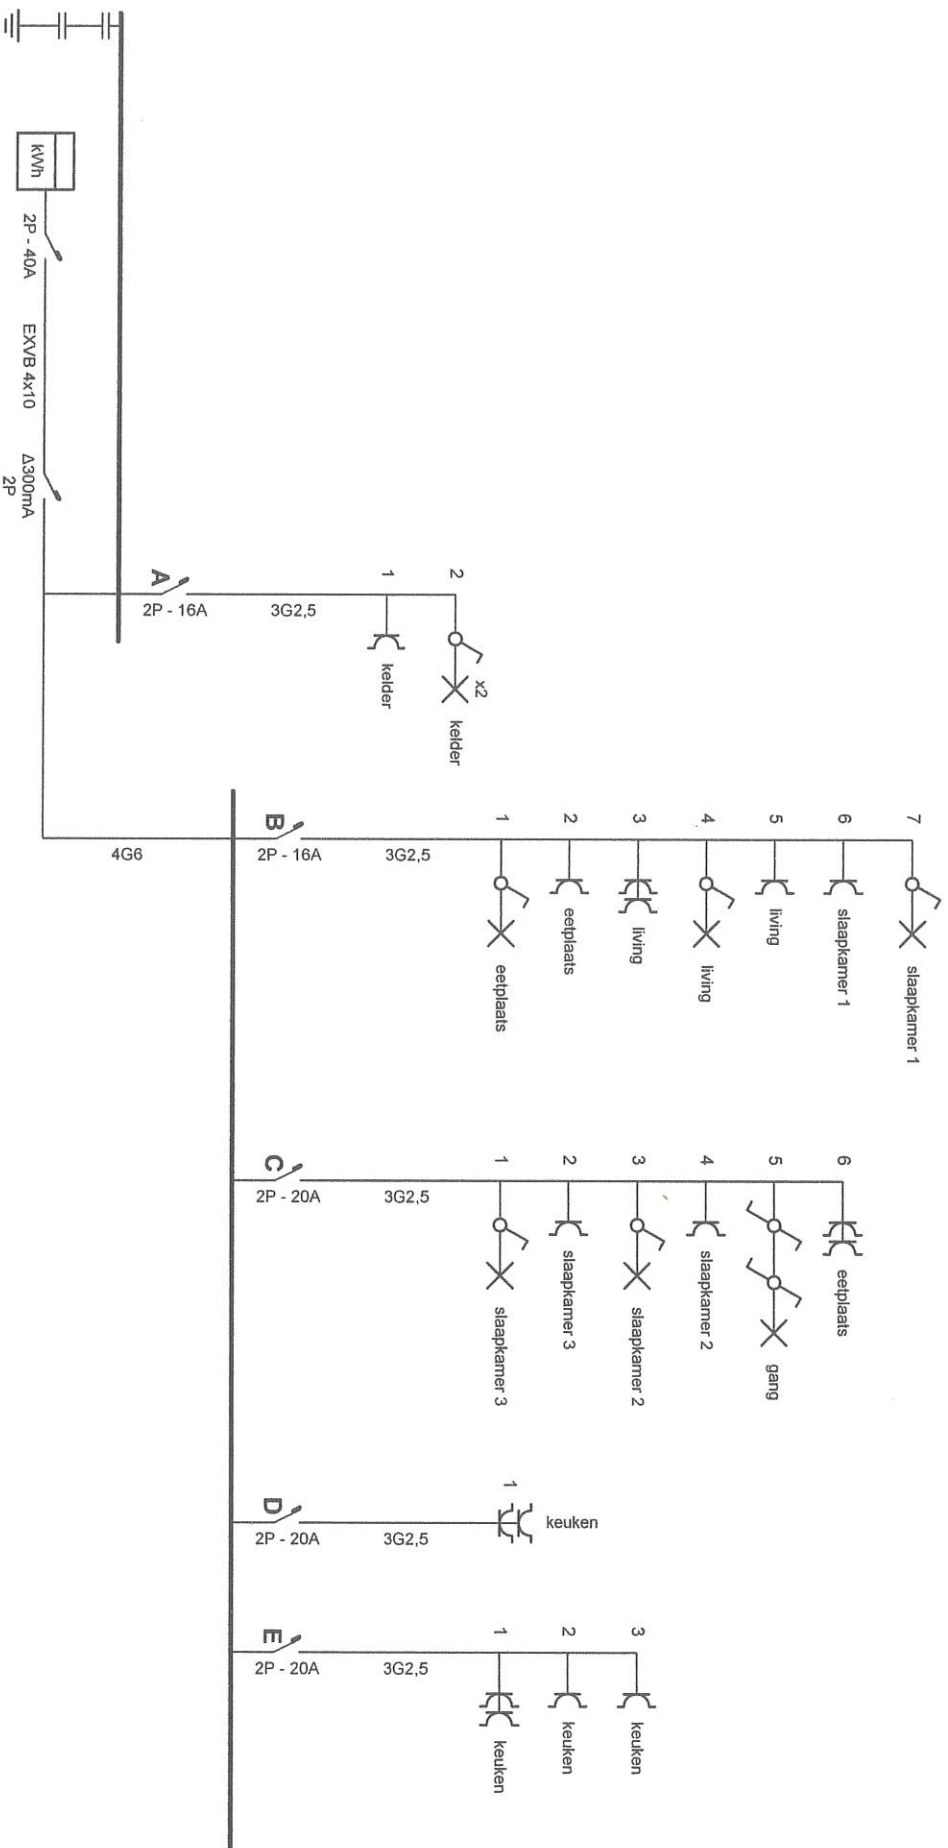 kWh
2P - 40A
EXVB 4x10
Δ300mA
2P
A
2P - 16A
3G2,5
1
kelder
2
x2
kelder
4G6
B
2P - 16A
3G2,5
1
eetplaats
2
eetplaats
3
living
4
living
5
living
6
slaapkamer 1
7
slaapkamer 1
C
2P - 20A
3G2,5
1
slaapkamer 3
2
slaapkamer 3
3
slaapkamer 2
4
slaapkamer 2
5
gang
6
eetplaats
D
2P - 20A
3G2,5
1
keuken
E
2P - 20A
3G2,5
1
keuken
2
keuken
3
keuken